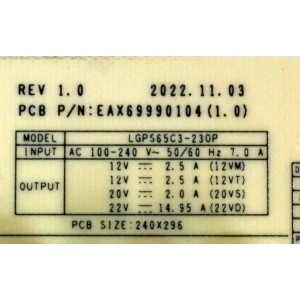 REV 1.0 2022.11.03
PCB P/N:EAX69990104(1.0)
MODEL LGPS65C3-230P
INPUT AC 100-240 V~ 50/60 Hz 7.0 A
12V ⎓ 2.5 A (12VM)
12V ⎓ 2.5 A (12VT)
OUTPUT
20V ⎓ 2.0 A (20VS)
22V ⎓ 14.95 A (22VD)
PCB SIZE:240X296